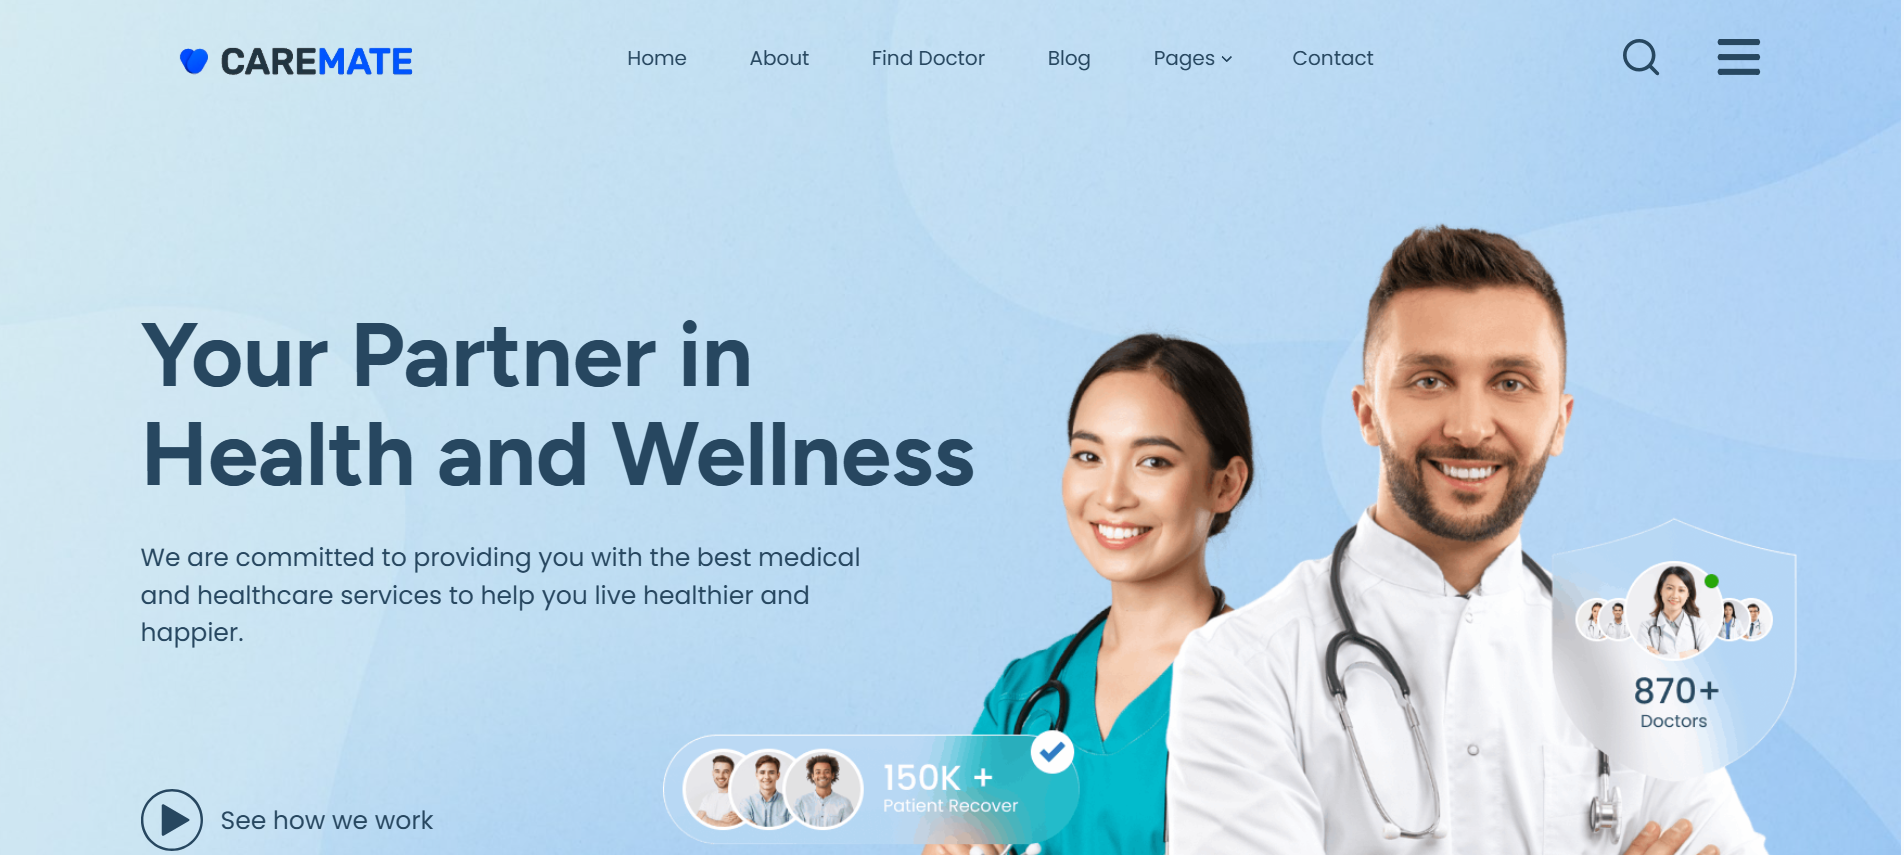 CAREMATE
Home About Find Doctor Blog Pages Contact
Your Partner in
Health and Wellness
We are committed to providing you with the best medical
and healthcare services to help you live healthier and
happier.
870+
Doctors
150K +
Patient Recover
See how we work